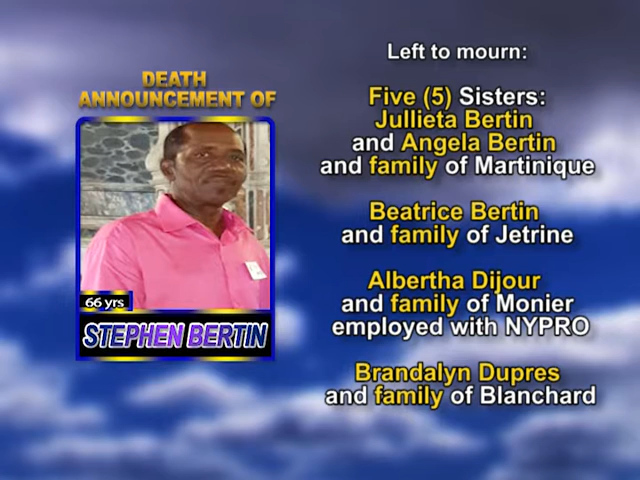 DEATH
ANNOUNCEMENT OF
66 yrs
STEPHEN BERTIN
Left to mourn:
Five (5) Sisters:
Jullieta Bertin
and Angela Bertin
and family of Martinique
Beatrice Bertin
and family of Jetrine
Albertha Dijour
and family of Monier
employed with NYPRO
Brandalyn Dupres
and family of Blanchard